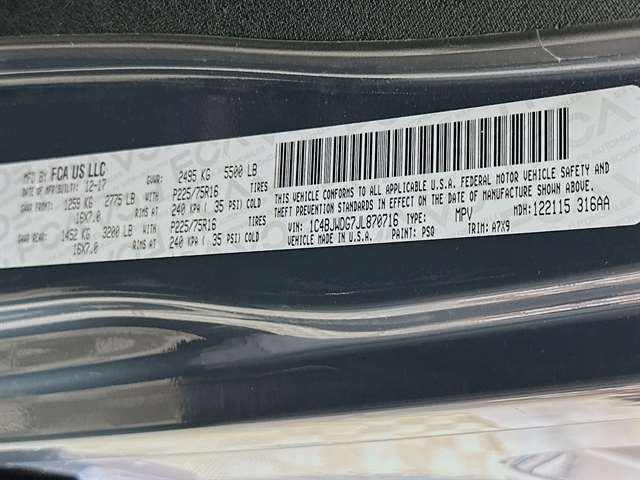 MFD BY FCA US LLC
DATE OF MFR(BUILT): 12-17
GVWR: 2495 KG 5500 LB
GAWR FRONT: 1259 KG 2775 LB WITH P225/75R16 TIRES
16X7.0 RIMS AT 240 KPA ( 35 PSI) COLD
GAWR REAR: 1452 KG 3200 LB WITH P225/75R16 TIRES
16X7.0 RIMS AT 240 KPA ( 35 PSI) COLD
THIS VEHICLE CONFORMS TO ALL APPLICABLE U.S.A. FEDERAL MOTOR VEHICLE SAFETY AND
THEFT PREVENTION STANDARDS IN EFFECT ON THE DATE OF MANUFACTURE SHOWN ABOVE.
VIN: 1C4BJWDG7JL870716 TYPE: MPV MDH: 122115 316AA
VEHICLE MADE IN U.S.A. PAINT: PSQ TRIM: A7X9